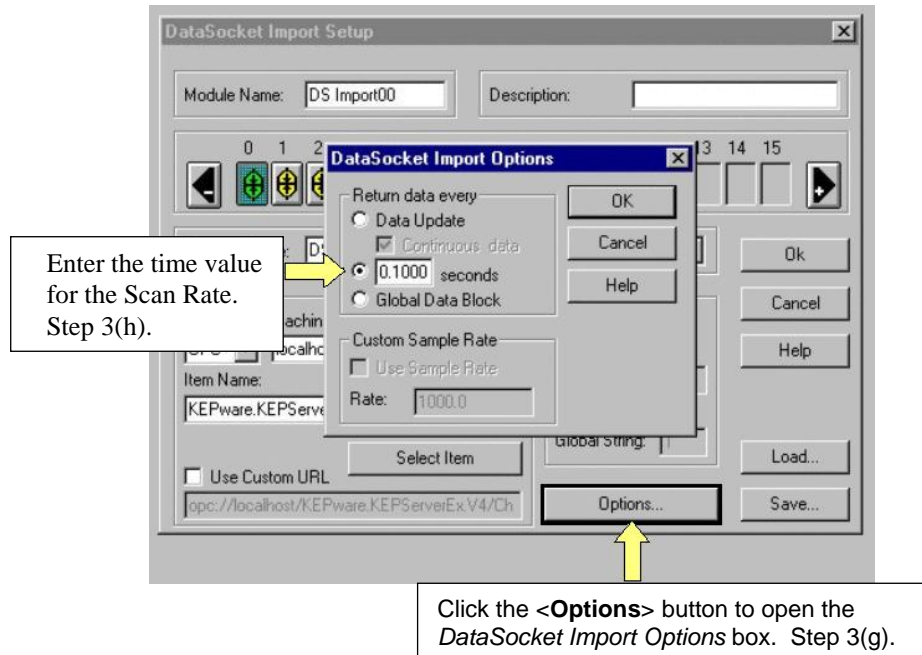 DataSocket Import Setup
Module Name: DS Import00 Description:
0 1 2 13 14 15
DataSocket Import Options
Return data every
Data Update
Continuous data
0.1000 seconds
Global Data Block
OK
Cancel
Help
Custom Sample Rate
Use Sample Rate
Rate: 1000.0
Enter the time value
for the Scan Rate.
Step 3(h).
Item Name:
KEPware.KEPServe
Select Item
Use Custom URL
opc://localhost/KEPware.KEPServerEx.V4/Ch
Global String: 1
Options...
Ok
Cancel
Help
Load...
Save...
Click the <Options> button to open the
DataSocket Import Options box. Step 3(g).